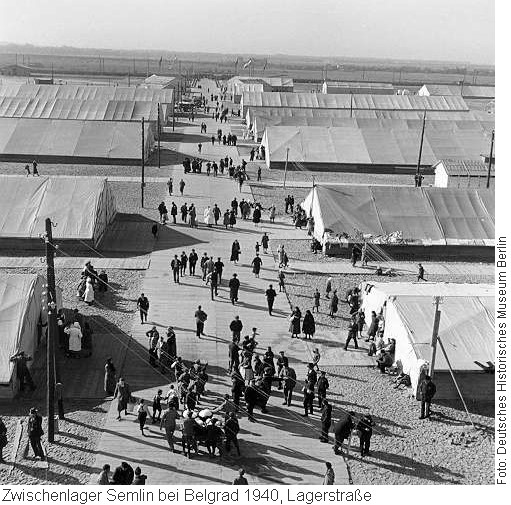 Foto: Deutsches Historisches Museum Berlin
Zwischenlager Semlin bei Belgrad 1940, Lagerstraße